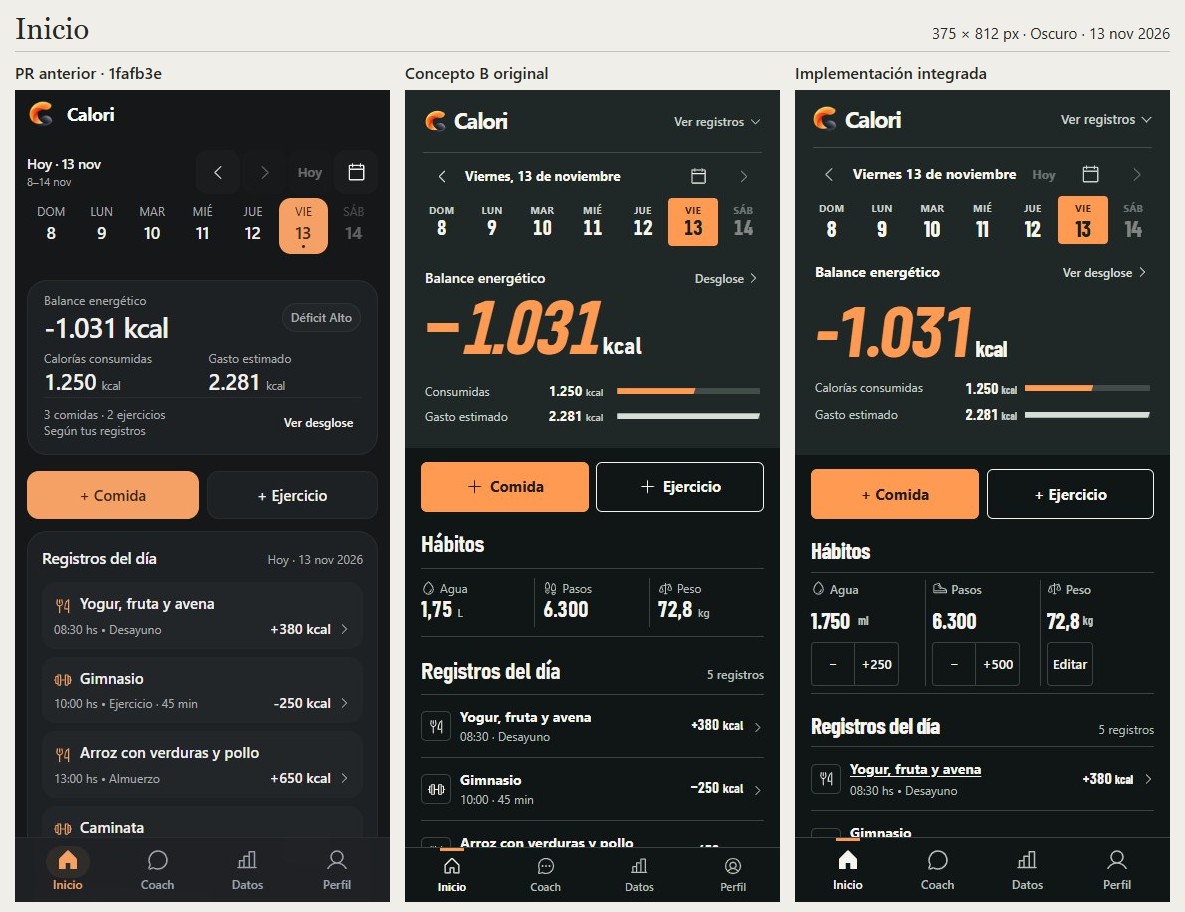 Inicio
375 × 812 px · Oscuro · 13 nov 2026
PR anterior · 1fafb3e
Calori
Hoy · 13 nov
8–14 nov
Hoy
DOM LUN MAR MIÉ JUE VIE SÁB
8 9 10 11 12 13 14
Balance energético
-1.031 kcal
Déficit Alto
Calorías consumidas Gasto estimado
1.250 kcal 2.281 kcal
3 comidas · 2 ejercicios
Según tus registros
Ver desglose
+ Comida + Ejercicio
Registros del día Hoy · 13 nov 2026
Yogur, fruta y avena
08:30 hs • Desayuno +380 kcal
Gimnasio
10:00 hs • Ejercicio · 45 min -250 kcal
Arroz con verduras y pollo
13:00 hs • Almuerzo +650 kcal
Caminata
Inicio Coach Datos Perfil
Concepto B original
Calori Ver registros
Viernes, 13 de noviembre
DOM LUN MAR MIÉ JUE VIE SÁB
8 9 10 11 12 13 14
Balance energético Desglose
−1.031 kcal
Consumidas 1.250 kcal
Gasto estimado 2.281 kcal
+ Comida + Ejercicio
Hábitos
Agua Pasos Peso
1,75 L 6.300 72,8 kg
Registros del día 5 registros
Yogur, fruta y avena
08:30 · Desayuno +380 kcal
Gimnasio
10:00 · 45 min −250 kcal
Arroz con verduras y pollo
Inicio Coach Datos Perfil
Implementación integrada
Calori Ver registros
Viernes 13 de noviembre Hoy
DOM LUN MAR MIÉ JUE VIE SÁB
8 9 10 11 12 13 14
Balance energético Ver desglose
-1.031 kcal
Calorías consumidas 1.250 kcal
Gasto estimado 2.281 kcal
+ Comida + Ejercicio
Hábitos
Agua Pasos Peso
1.750 ml 6.300 72,8 kg
− +250 − +500 Editar
Registros del día 5 registros
Yogur, fruta y avena
08:30 hs • Desayuno +380 kcal
Gimnasio
Inicio Coach Datos Perfil